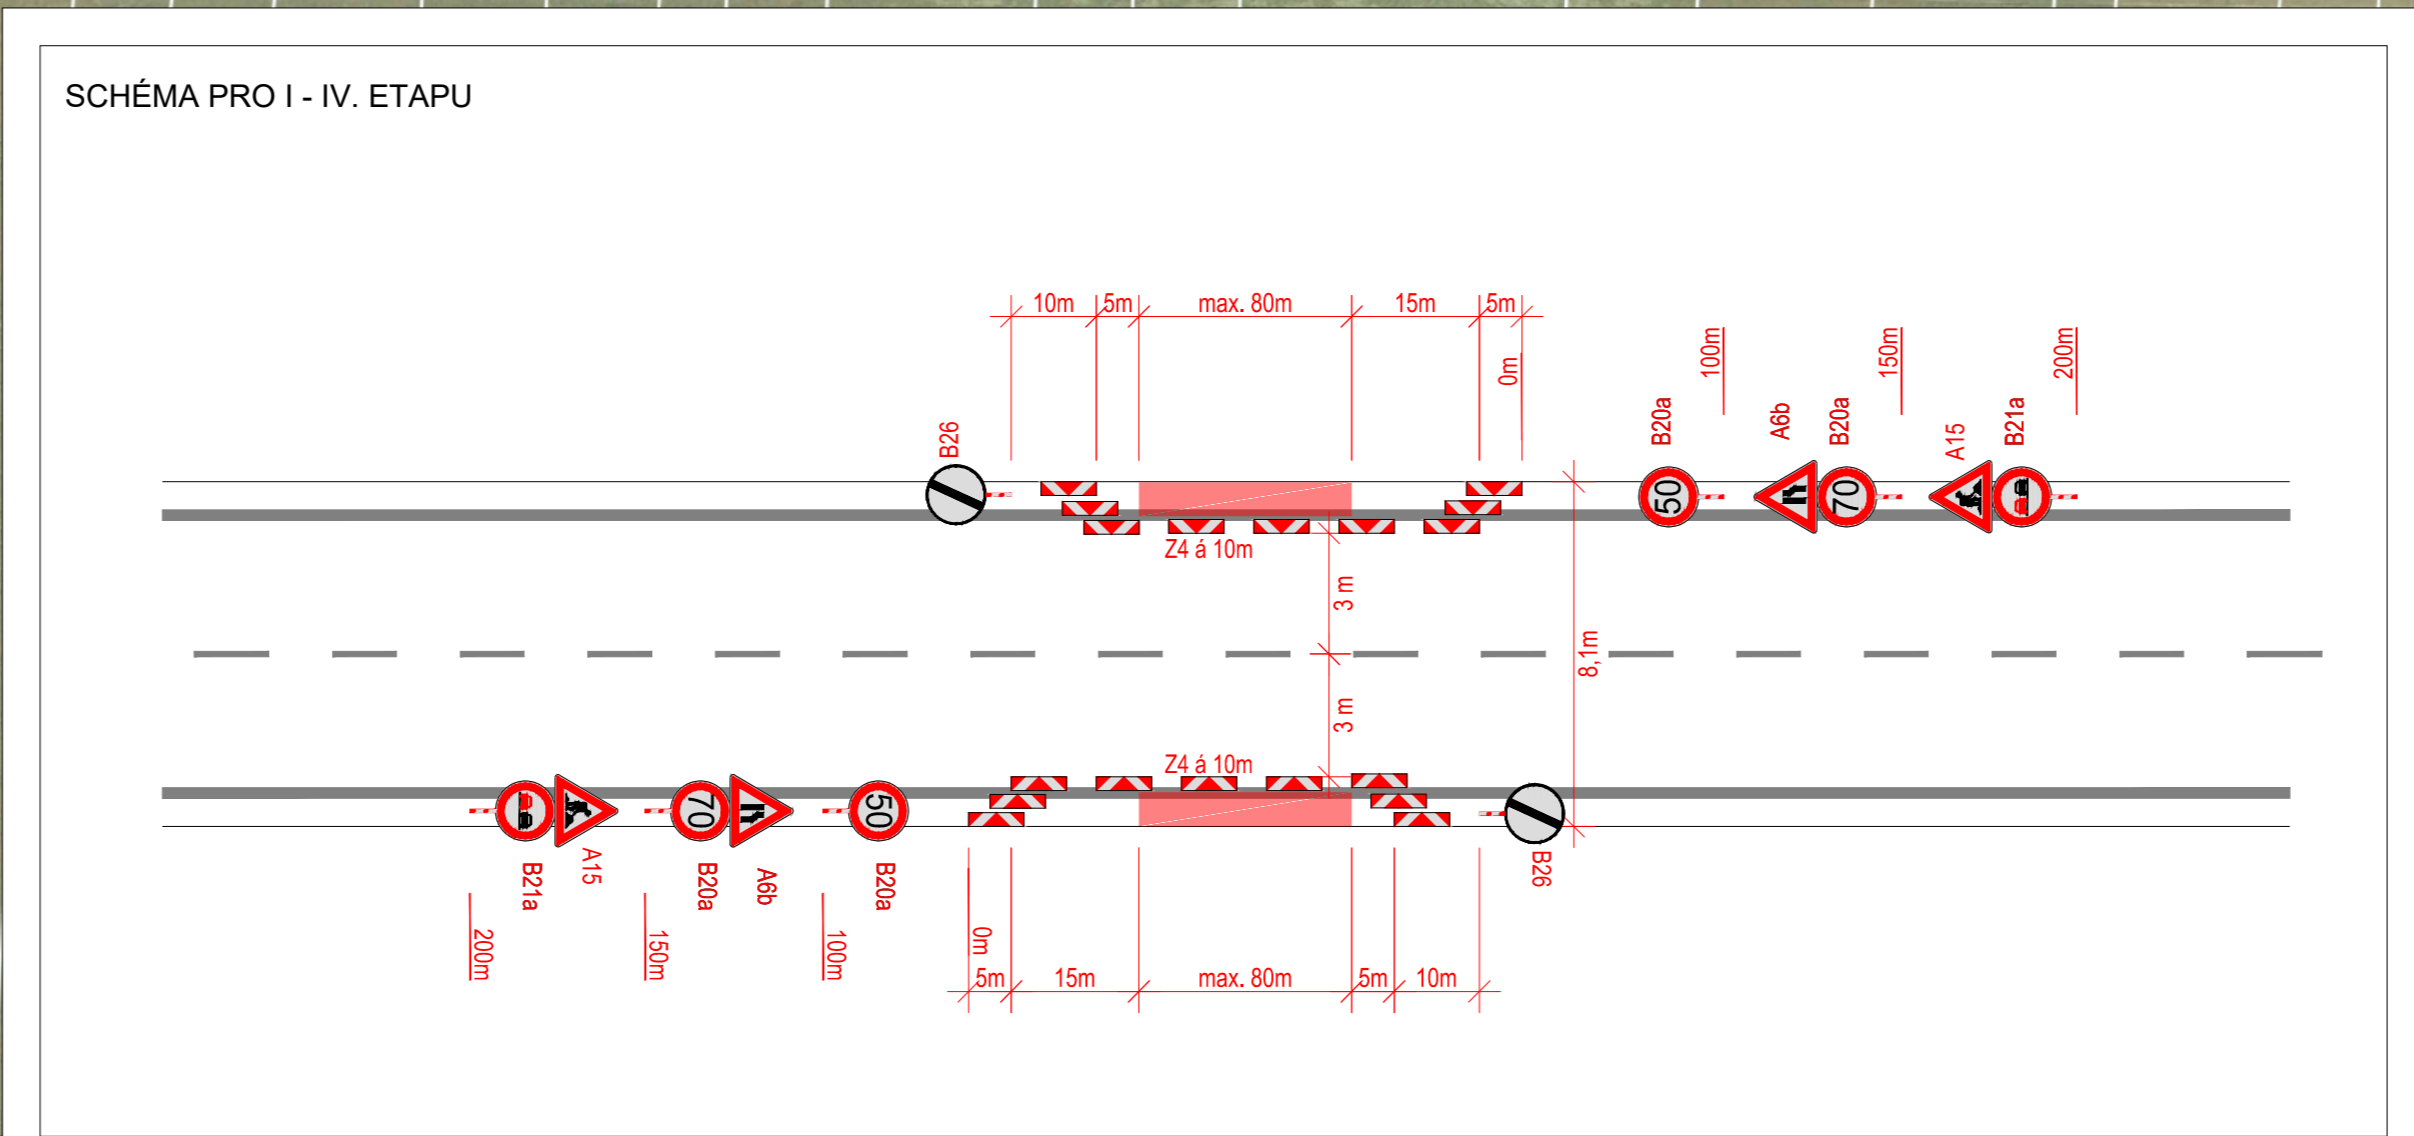 SCHÉMA PRO I - IV. ETAPU
10m 5m max. 80m 15m 5m
0m
100m 150m 200m
B26
B20a A6b B20a A15 B21a
50 70
Z4 á 10m
3 m
8,1m
3 m
Z4 á 10m
70 50
B21a A15 B20a A6b B20a
B26
200m 150m 100m
0m
5m 15m max. 80m 5m 10m